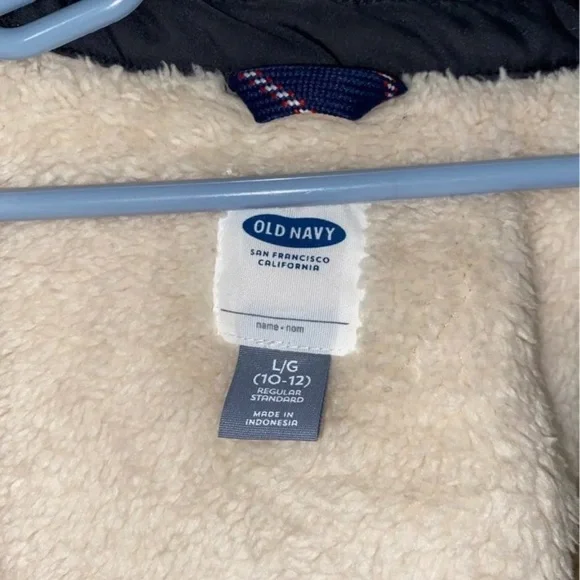 OLD NAVY
SAN FRANCISCO
CALIFORNIA
name • nom
L/G
(10-12)
REGULAR
STANDARD
MADE IN
INDONESIA